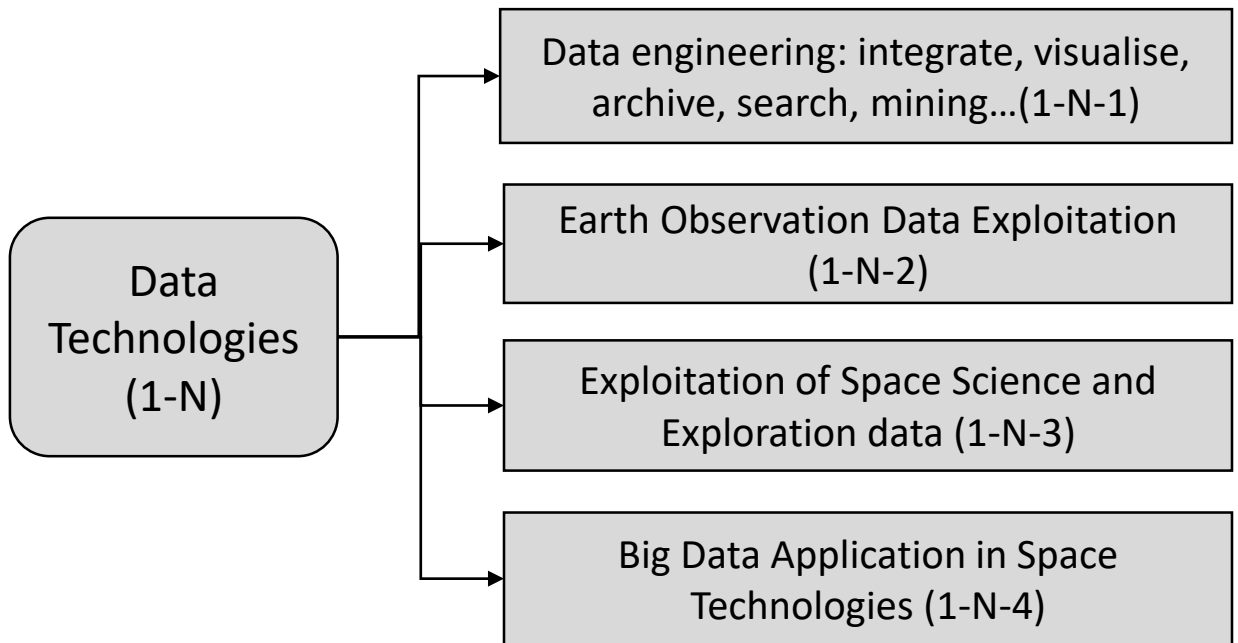 Data engineering: integrate, visualise,
archive, search, mining…(1-N-1)
Earth Observation Data Exploitation
(1-N-2)
Data
Technologies
(1-N)
Exploitation of Space Science and
Exploration data (1-N-3)
Big Data Application in Space
Technologies (1-N-4)